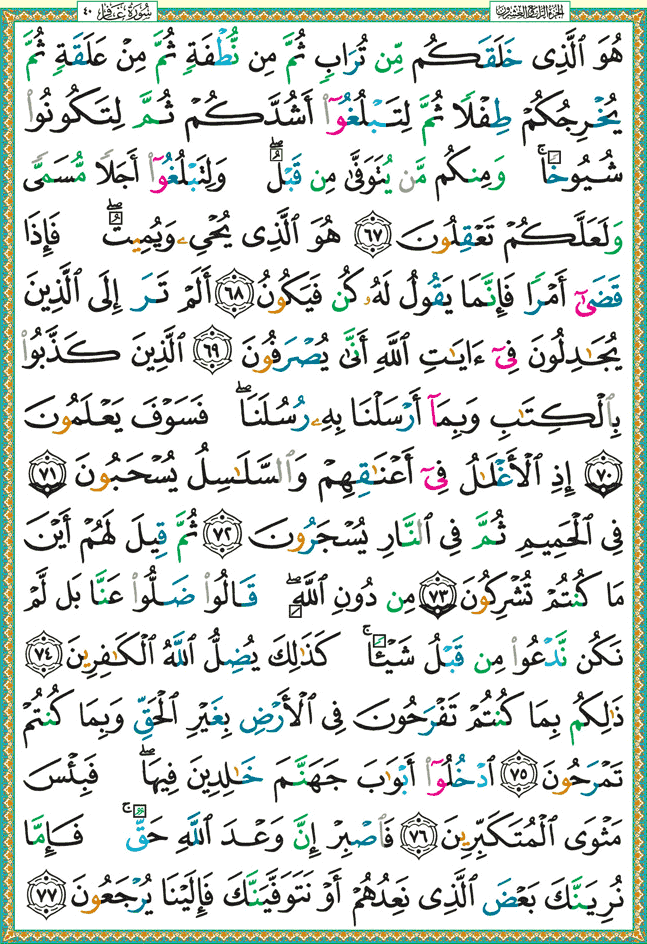 سُورَةُ غَافِرٍ ٤٠
الجزء الرابع والعشرون
هُوَ ٱلَّذِى خَلَقَكُم مِّن تُرَابٍ ثُمَّ مِن نُّطْفَةٍ ثُمَّ مِنْ عَلَقَةٍ ثُمَّ
يُخْرِجُكُمْ طِفْلًا ثُمَّ لِتَبْلُغُوٓا۟ أَشُدَّكُمْ ثُمَّ لِتَكُونُوا۟
شُيُوخًا ۚ وَمِنكُم مَّن يُتَوَفَّىٰ مِن قَبْلُ ۖ وَلِتَبْلُغُوٓا۟ أَجَلًا مُّسَمًّى
وَلَعَلَّكُمْ تَعْقِلُونَ ٦٧ هُوَ ٱلَّذِى يُحْىِۦ وَيُمِيتُ ۖ فَإِذَا
قَضَىٰٓ أَمْرًا فَإِنَّمَا يَقُولُ لَهُۥ كُن فَيَكُونُ ٦٨ أَلَمْ تَرَ إِلَى ٱلَّذِينَ
يُجَـٰدِلُونَ فِىٓ ءَايَـٰتِ ٱللَّهِ أَنَّىٰ يُصْرَفُونَ ٦٩ ٱلَّذِينَ كَذَّبُوا۟
بِٱلْكِتَـٰبِ وَبِمَآ أَرْسَلْنَا بِهِۦ رُسُلَنَا ۖ فَسَوْفَ يَعْلَمُونَ
٧٠ إِذِ ٱلْأَغْلَـٰلُ فِىٓ أَعْنَـٰقِهِمْ وَٱلسَّلَـٰسِلُ يُسْحَبُونَ ٧١
فِى ٱلْحَمِيمِ ثُمَّ فِى ٱلنَّارِ يُسْجَرُونَ ٧٢ ثُمَّ قِيلَ لَهُمْ أَيْنَ
مَا كُنتُمْ تُشْرِكُونَ ٧٣ مِن دُونِ ٱللَّهِ ۖ قَالُوا۟ ضَلُّوا۟ عَنَّا بَل لَّمْ
نَكُن نَّدْعُوا۟ مِن قَبْلُ شَيْـًٔا ۚ كَذَٰلِكَ يُضِلُّ ٱللَّهُ ٱلْكَـٰفِرِينَ ٧٤
ذَٰلِكُم بِمَا كُنتُمْ تَفْرَحُونَ فِى ٱلْأَرْضِ بِغَيْرِ ٱلْحَقِّ وَبِمَا كُنتُمْ
تَمْرَحُونَ ٧٥ ٱدْخُلُوٓا۟ أَبْوَٰبَ جَهَنَّمَ خَـٰلِدِينَ فِيهَا ۖ فَبِئْسَ
مَثْوَى ٱلْمُتَكَبِّرِينَ ٧٦ فَٱصْبِرْ إِنَّ وَعْدَ ٱللَّهِ حَقٌّ ۚ فَإِمَّا
نُرِيَنَّكَ بَعْضَ ٱلَّذِى نَعِدُهُمْ أَوْ نَتَوَفَّيَنَّكَ فَإِلَيْنَا يُرْجَعُونَ ٧٧